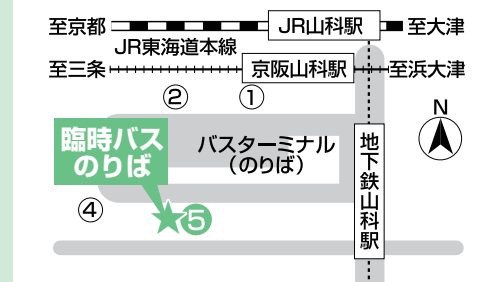 至京都
JR山科駅
至大津
JR東海道本線
至三条
京阪山科駅
至浜大津
②
①
N
臨時バス
のりば
バスターミナル
（のりば）
地下鉄山科駅
④
⑤